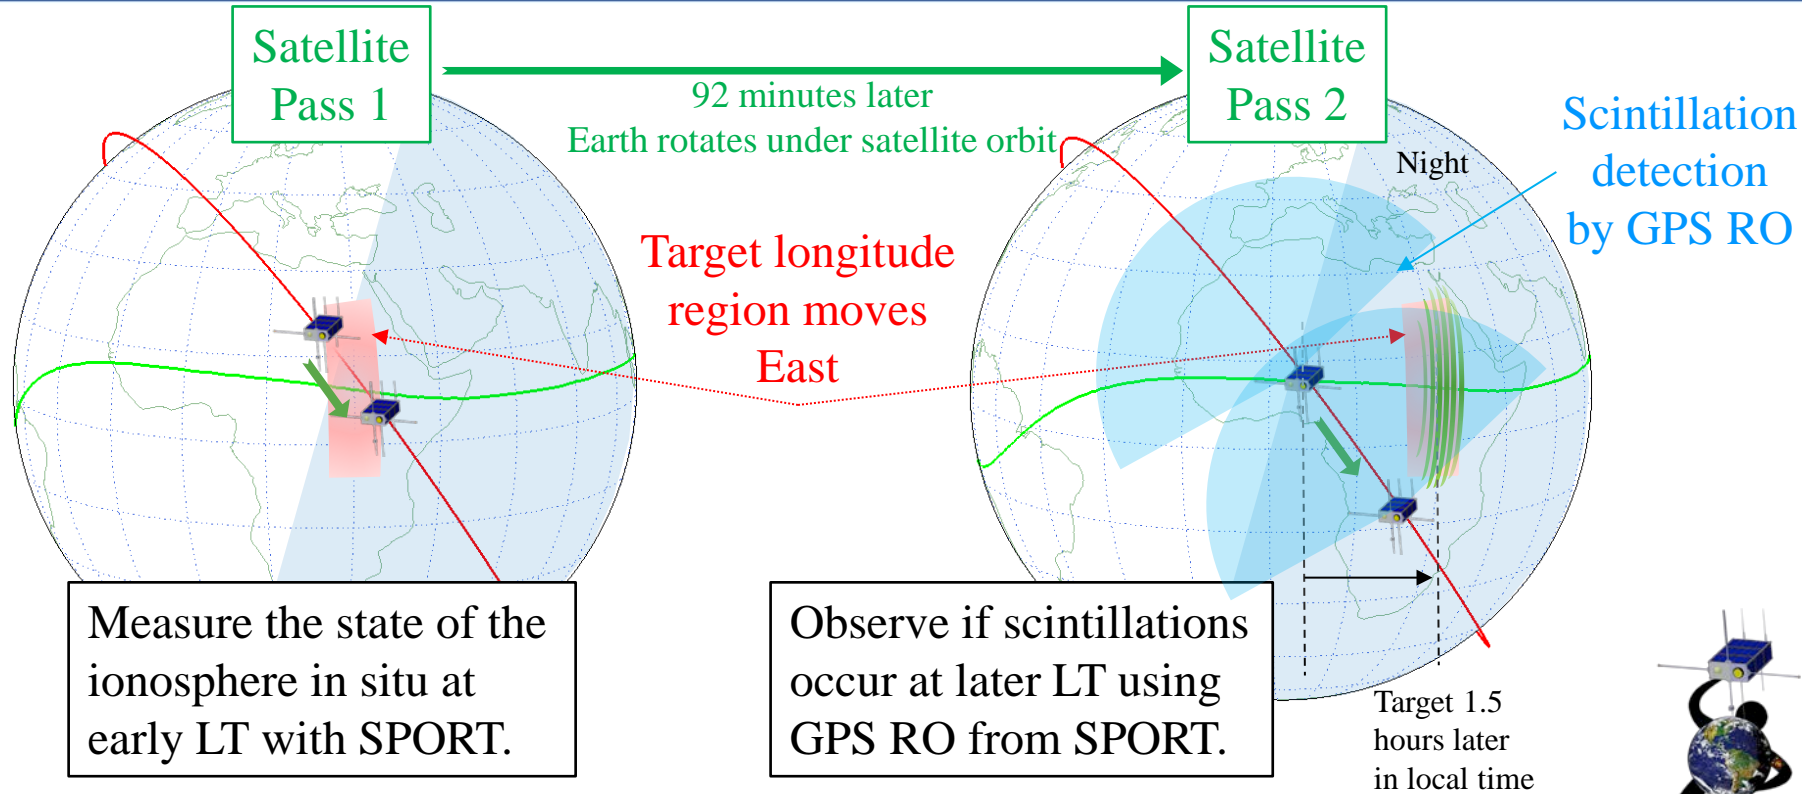 Satellite
Pass 1
92 minutes later
Earth rotates under satellite orbit
Satellite
Pass 2
Scintillation
detection
by GPS RO
Night
Target longitude
region moves
East
Measure the state of the
ionosphere in situ at
early LT with SPORT.
Observe if scintillations
occur at later LT using
GPS RO from SPORT.
Target 1.5
hours later
in local time